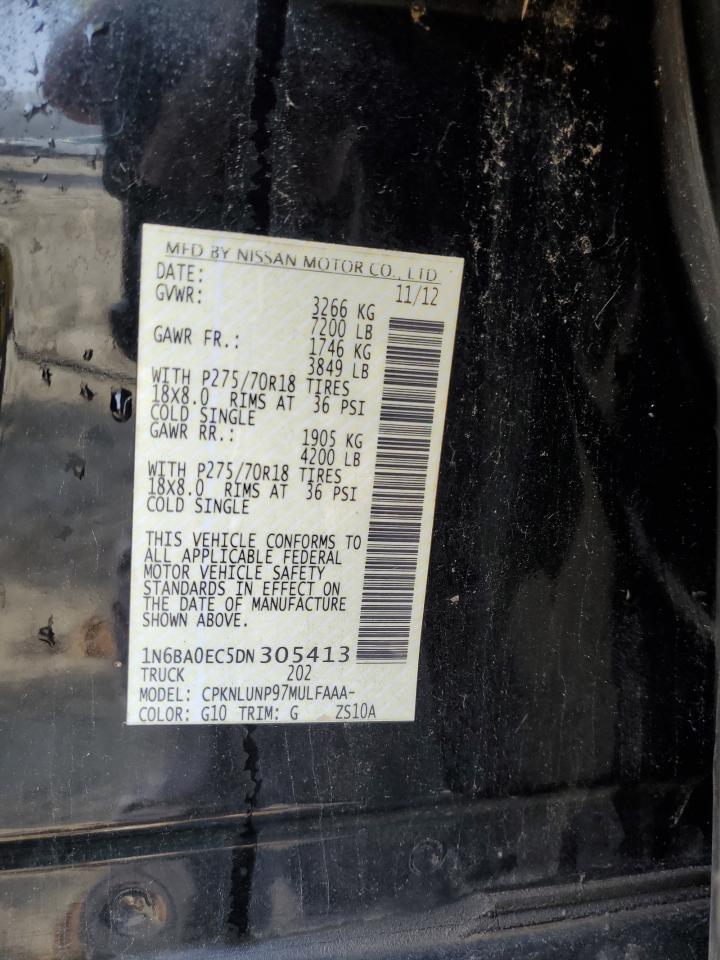 MFD BY NISSAN MOTOR CO., LTD
DATE: 11/12
GVWR: 3266 KG
7200 LB
GAWR FR.: 1746 KG
3849 LB
WITH P275/70R18 TIRES
18X8.0 RIMS AT 36 PSI
COLD SINGLE
GAWR RR.: 1905 KG
4200 LB
WITH P275/70R18 TIRES
18X8.0 RIMS AT 36 PSI
COLD SINGLE
THIS VEHICLE CONFORMS TO
ALL APPLICABLE FEDERAL
MOTOR VEHICLE SAFETY
STANDARDS IN EFFECT ON
THE DATE OF MANUFACTURE
SHOWN ABOVE.
1N6BA0EC5DN305413
TRUCK 202
MODEL: CPKNLUNP97MULFAAA-
COLOR: G10 TRIM: G ZS10A